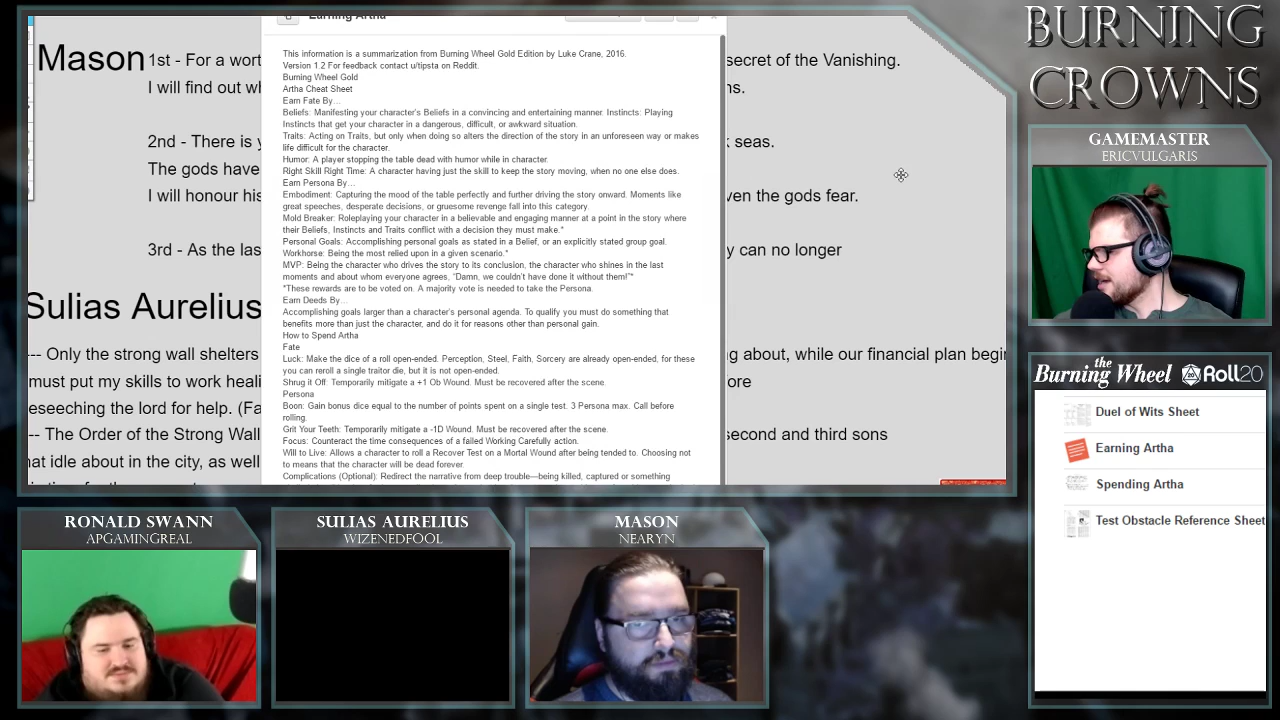 Earning Artha
BURNING
CROWNS
Mason
1st - For a
secret of the Vanishing.
I will find out
2nd - There is
seas.
The gods have
I will honour his
the gods fear.
3rd - As the
can no longer
Sulias Aurelius
--- Only the strong wall shelters
about, while our financial plan
must put my skills to work
--- The Order of the Strong Wall
second and third sons
idle about in the city, as well
This information is a summarization from Burning Wheel Gold Edition by Luke Crane, 2016.
Version 1.2 For feedback contact u/tipsta on Reddit.
Burning Wheel Gold
Artha Cheat Sheet
Earn Fate By…
Beliefs: Manifesting your character's Beliefs in a convincing and entertaining manner. Instincts: Playing
Instincts that get your character in a dangerous, difficult, or awkward situation.
Traits: Acting on Traits, but only when doing so alters the direction of the story in an unforeseen way or makes
life difficult for the character.
Humor: A player stopping the table dead with humor while in character.
Right Skill Right Time: A character having just the skill to keep the story moving, when no one else does.
Earn Persona By…
Embodiment: Capturing the mood of the table perfectly and further driving the story onward. Moments like
great speeches, desperate decisions, or gruesome revenge fall into this category.
Mold Breaker: Roleplaying your character in a believable and engaging manner at a point in the story where
their Beliefs, Instincts and Traits conflict with a decision they must make.*
Personal Goals: Accomplishing personal goals as stated in a Belief, or an explicitly stated group goal.
Workhorse: Being the most relied upon in a given scenario.*
MVP: Being the character who drives the story to its conclusion, the character who shines in the last
moments and about whom everyone agrees, "Damn, we couldn't have done it without them!"*
*These rewards are to be voted on. A majority vote is needed to take the Persona.
Earn Deeds By…
Accomplishing goals larger than a character's personal agenda. To qualify you must do something that
benefits more than just the character, and do it for reasons other than personal gain.
How to Spend Artha
Fate
Luck: Make the dice of a roll open-ended. Perception, Steel, Faith, Sorcery are already open-ended, for these
you can reroll a single traitor die, but it is not open-ended.
Shrug it Off Temporarily mitigate a +1 Ob Wound. Must be recovered after the scene.
Persona
Boon: Gain bonus dice equal to the number of points spent on a single test. 3 Persona max. Call before
rolling.
Grit Your Teeth: Temporarily mitigate a -1D Wound. Must be recovered after the scene.
Focus: Counteract the time consequences of a failed Working Carefully action.
Will to Live: Allows a character to roll a Recover Test on a Mortal Wound after being tended to. Choosing not
to means that the character will be dead forever.
Complications (Optional): Redirect the narrative from deep trouble—being killed, captured or something
GAMEMASTER
ERICVULGARIS
the
Burning Wheel Roll20
Duel of Wits Sheet
Earning Artha
Spending Artha
Test Obstacle Reference Sheet
RONALD SWANN
APGAMINGREAL
SULIAS AURELIUS
WIZENEDFOOL
MASON
NEARYN